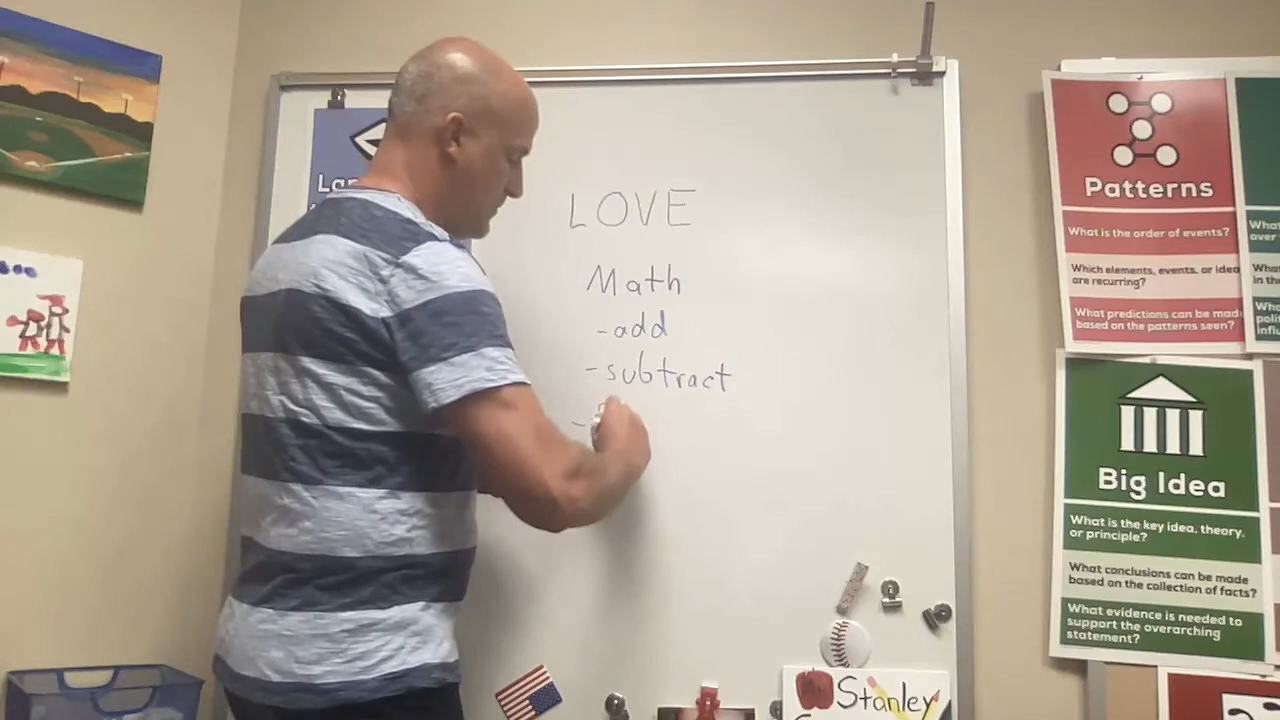 LOVE
Math
-add
-subtract
-
Patterns
What is the order of events?
Which elements, events, or idea
are recurring?
What predictions can be mad
based on the patterns seen?
Big Idea
What is the key idea, theory,
or principle?
What conclusions can be made
based on the collection of facts?
What evidence is needed to
support the overarching
statement?
Stanley